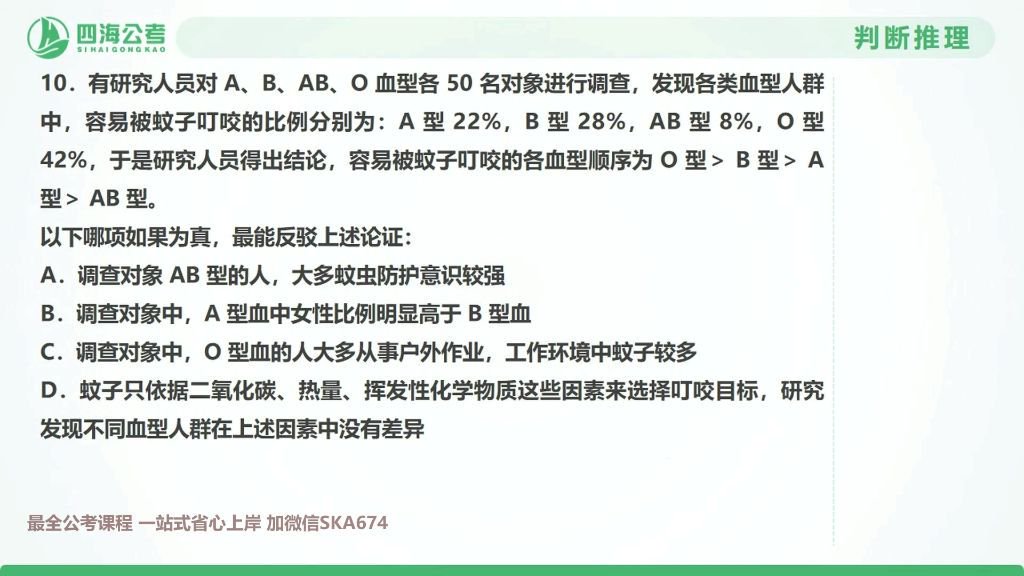 四海公考
SIHAIGONGKAO
判断推理
10．有研究人员对 A、B、AB、O 血型各 50 名对象进行调查，发现各类血型人群
中，容易被蚊子叮咬的比例分别为：A 型 22%，B 型 28%，AB 型 8%，O 型
42%，于是研究人员得出结论，容易被蚊子叮咬的各血型顺序为 O 型＞ B 型＞ A
型＞ AB 型。
以下哪项如果为真，最能反驳上述论证：
A．调查对象 AB 型的人，大多蚊虫防护意识较强
B．调查对象中，A 型血中女性比例明显高于 B 型血
C．调查对象中，O 型血的人大多从事户外作业，工作环境中蚊子较多
D．蚊子只依据二氧化碳、热量、挥发性化学物质这些因素来选择叮咬目标，研究
发现不同血型人群在上述因素中没有差异
最全公考课程 一站式省心上岸 加微信SKA674